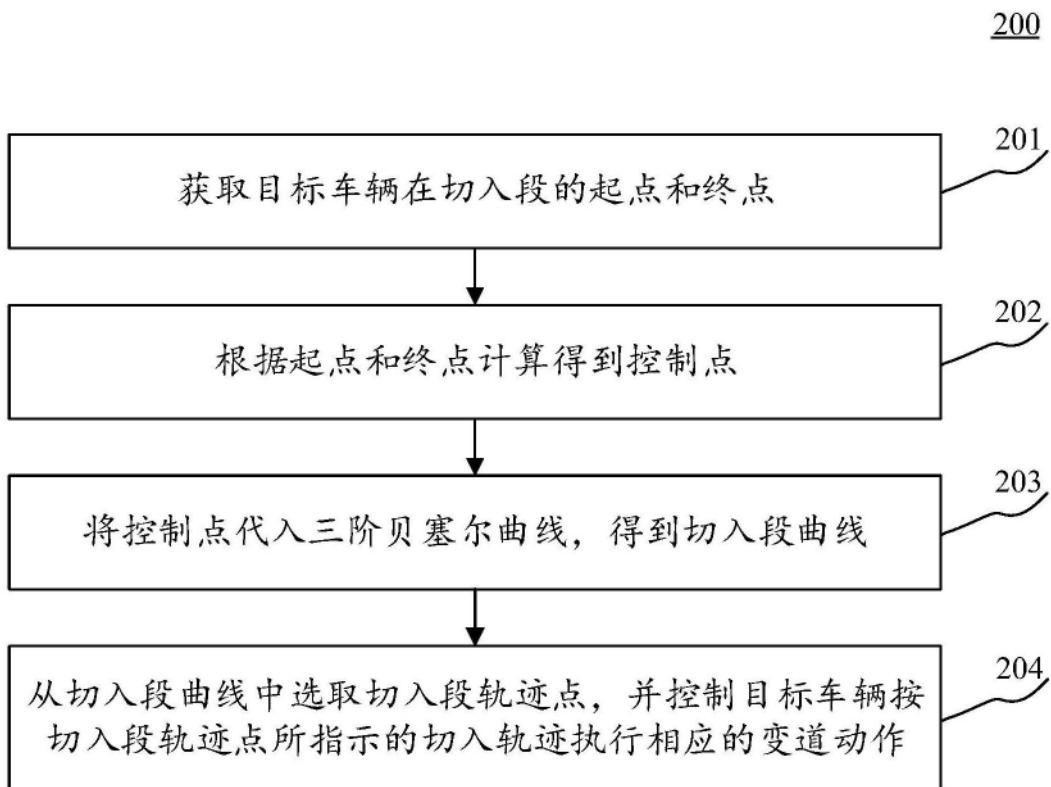 200
201
获取目标车辆在切入段的起点和终点
202
根据起点和终点计算得到控制点
203
将控制点代入三阶贝塞尔曲线，得到切入段曲线
204
从切入段曲线中选取切入段轨迹点，并控制目标车辆按
切入段轨迹点所指示的切入轨迹执行相应的变道动作